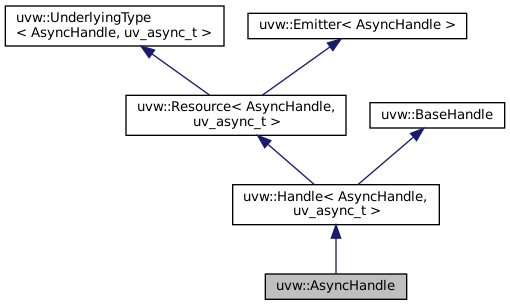 uvw::UnderlyingType
< AsyncHandle, uv_async_t >
uvw::Emitter< AsyncHandle >
uvw::Resource< AsyncHandle,
uv_async_t >
uvw::BaseHandle
uvw::Handle< AsyncHandle,
uv_async_t >
uvw::AsyncHandle